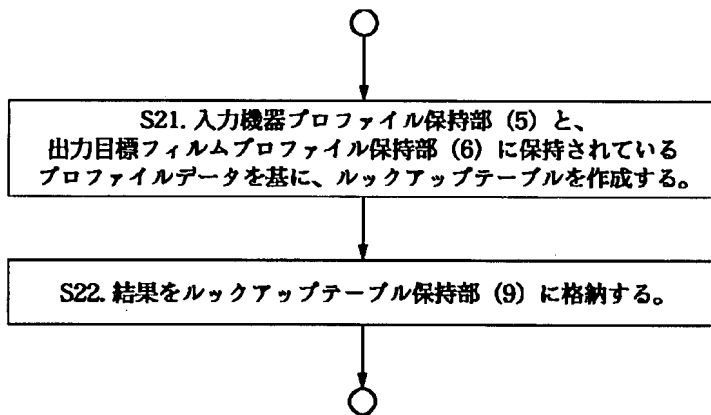 S21. 入力機器プロファイル保持部 (5) と、
出力目標フィルムプロファイル保持部 (6) に保持されている
プロファイルデータを基に、ルックアップテーブルを作成する。
S22. 結果をルックアップテーブル保持部 (9) に格納する。